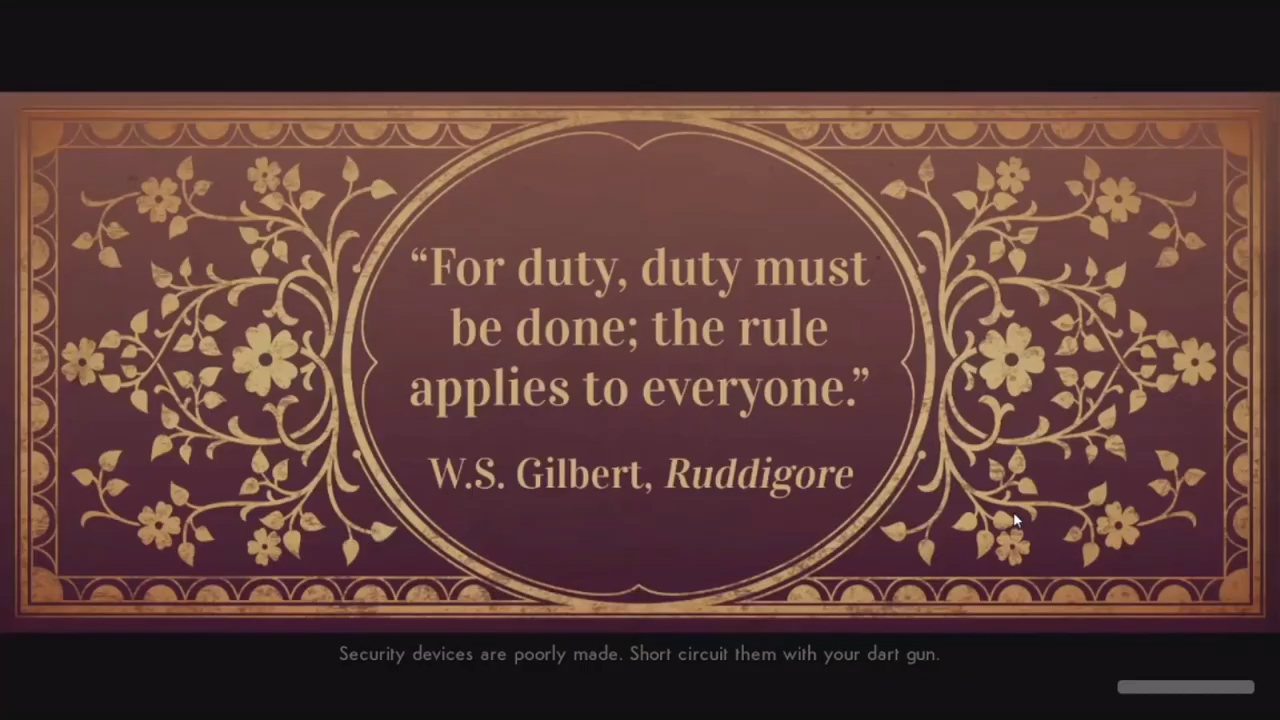 “For duty, duty must
be done; the rule
applies to everyone.”
W.S. Gilbert, Ruddigore
Security devices are poorly made. Short circuit them with your dart gun.